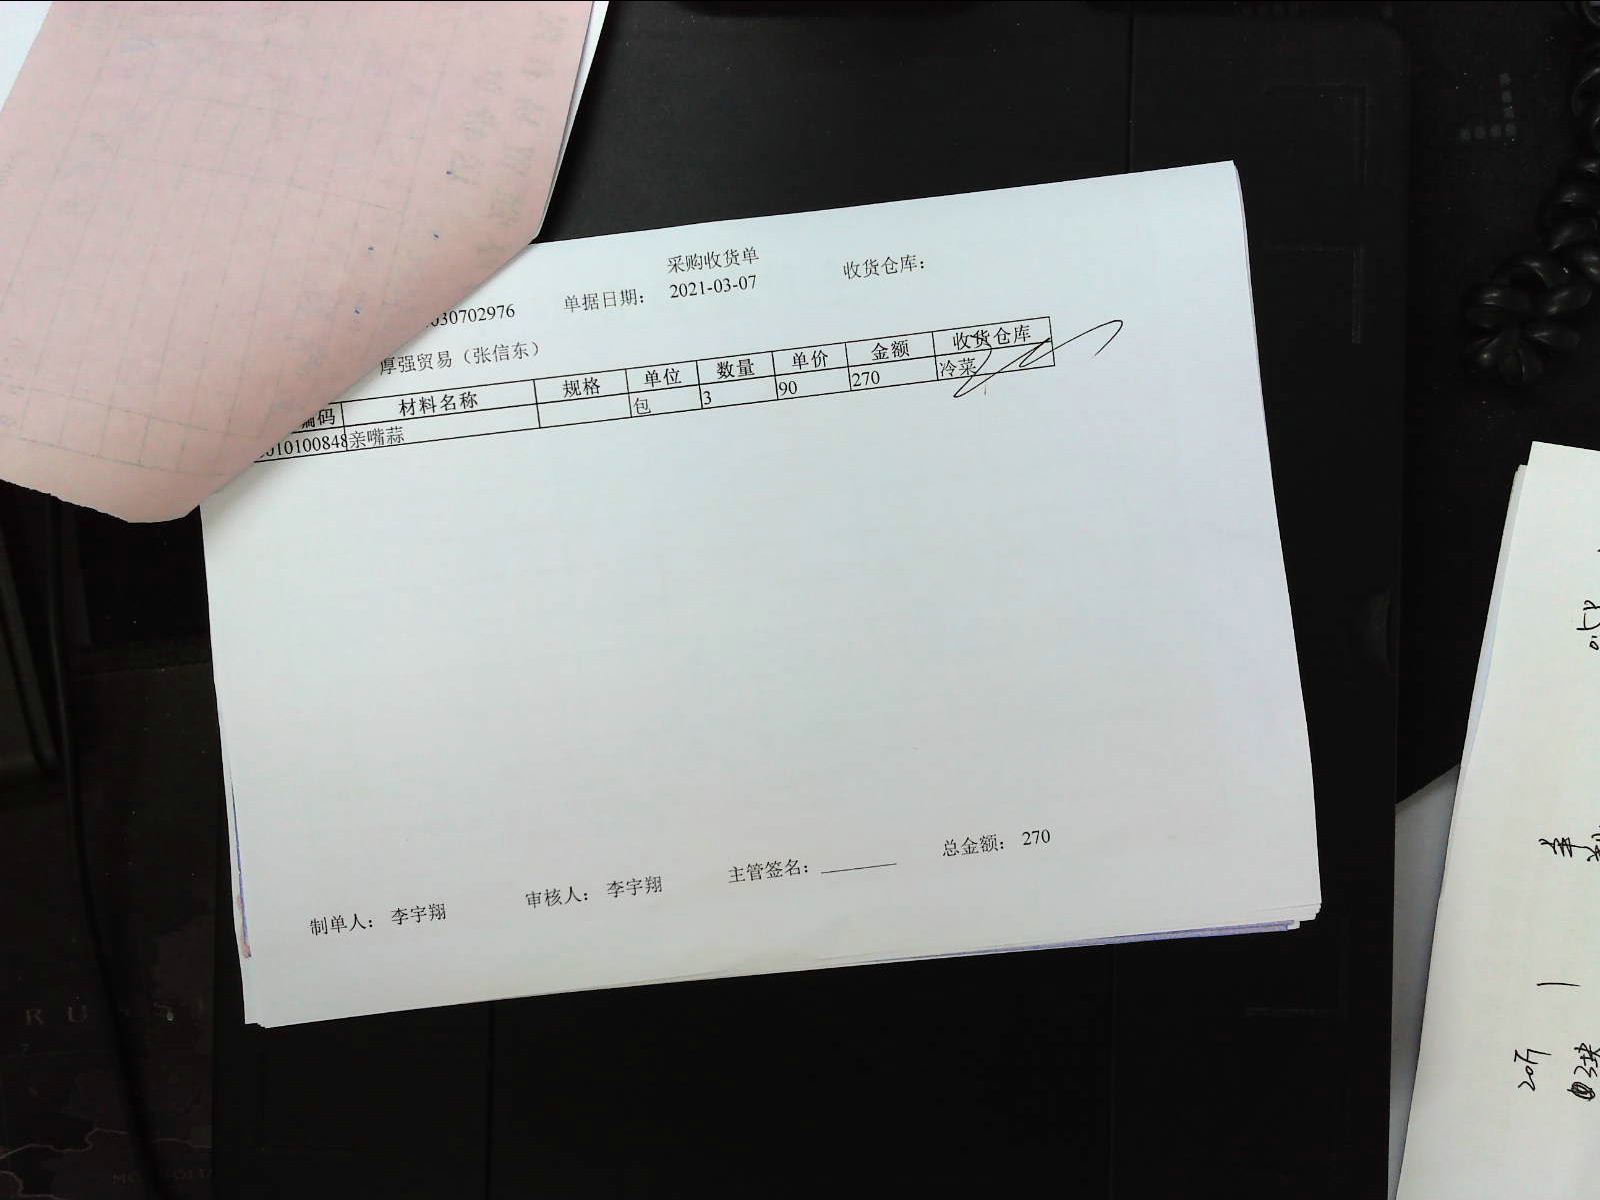 采购收货单
030702976 单据日期： 2021-03-07 收货仓库：
厚强贸易（张信东）
编码 材料名称 规格 单位 数量 单价 金额 收货仓库
010100848 亲嘴蒜 包 3 90 270 冷菜
制单人： 李宇翔 审核人： 李宇翔 主管签名： 总金额： 270